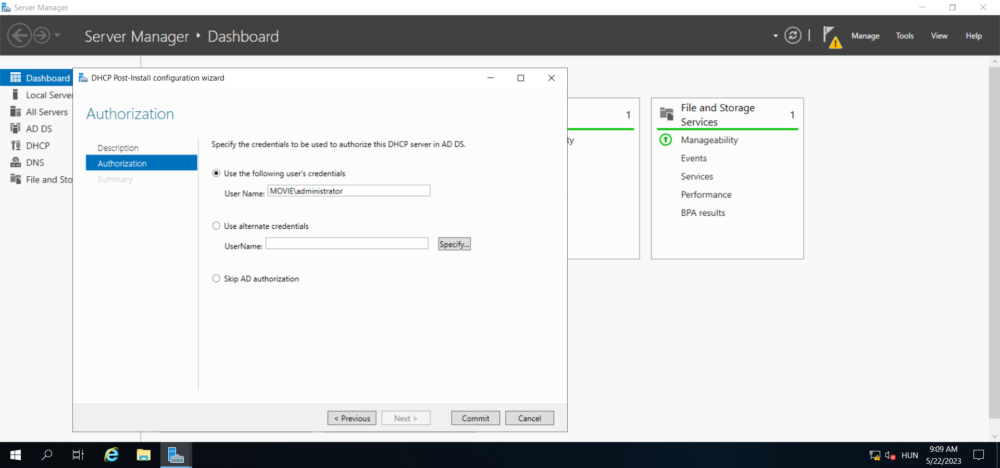 Server Manager
Server Manager ‣ Dashboard
Manage
Tools
View
Help
Dashboard
Local Server
All Servers
AD DS
DHCP
DNS
File and Sto
DHCP Post-Install configuration wizard
Authorization
Description
Authorization
Summary
Specify the credentials to be used to authorize this DHCP server in AD DS.
Use the following user's credentials
User Name: MOVIE\administrator
Use alternate credentials
UserName:
Specify...
Skip AD authorization
< Previous
Next >
Commit
Cancel
1
ty
File and Storage
Services
1
Manageability
Events
Services
Performance
BPA results
HUN
9:09 AM
5/22/2023